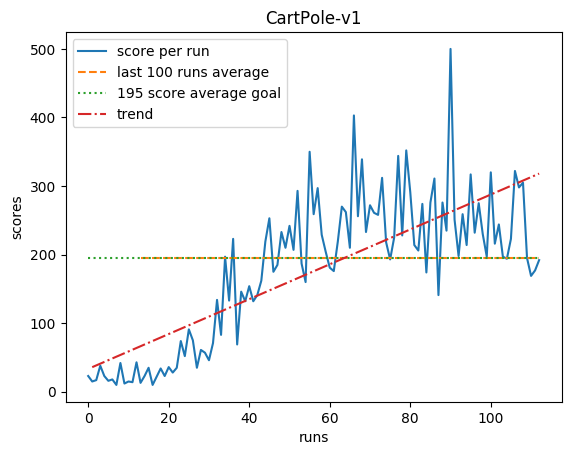 CartPole-v1
score per run
last 100 runs average
195 score average goal
trend
scores
500
400
300
200
100
0
0
20
40
60
80
100
runs